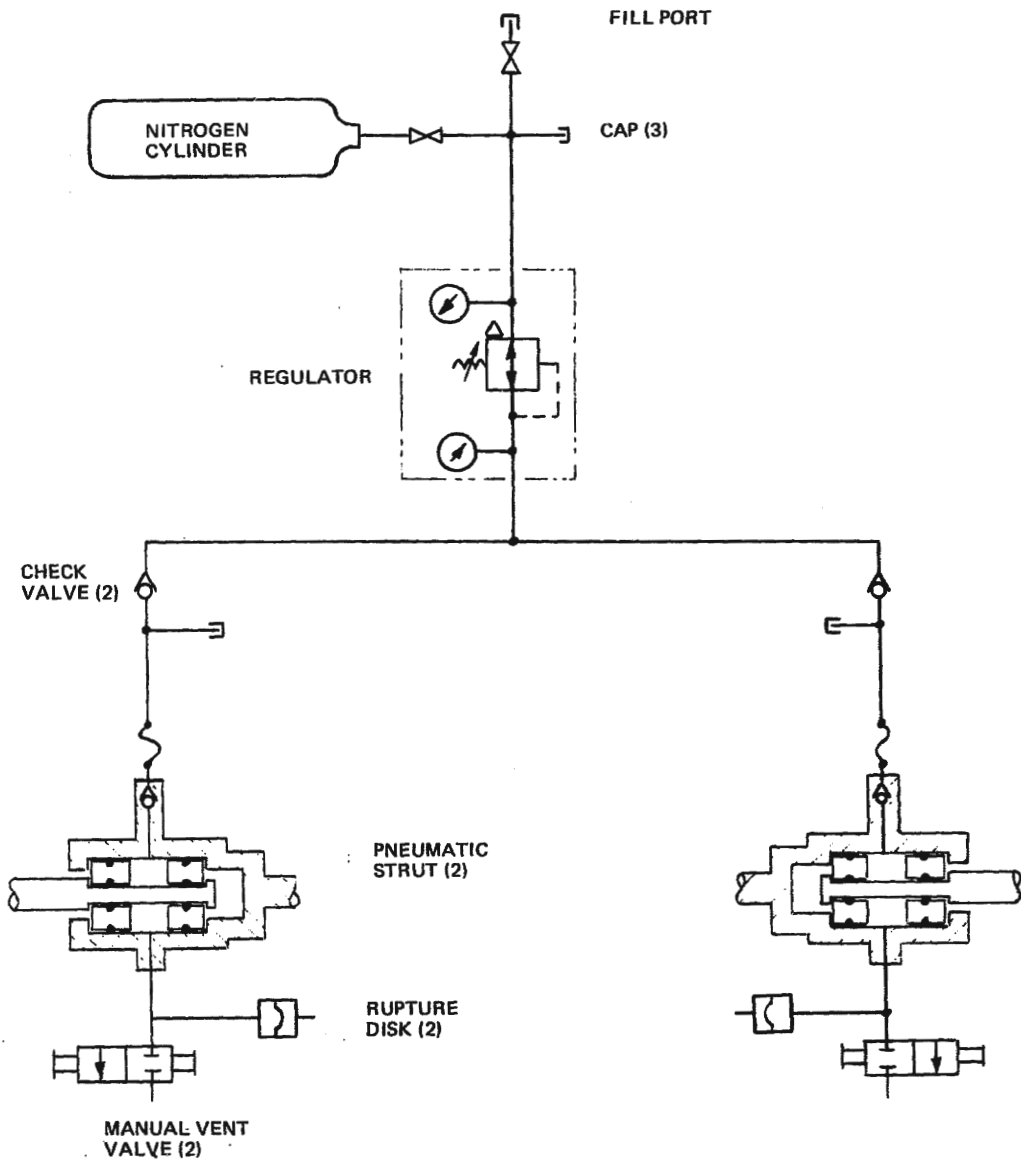 FILL PORT
NITROGEN
CYLINDER
CAP (3)
REGULATOR
CHECK
VALVE (2)
PNEUMATIC
STRUT (2)
RUPTURE
DISK (2)
MANUAL VENT
VALVE (2)